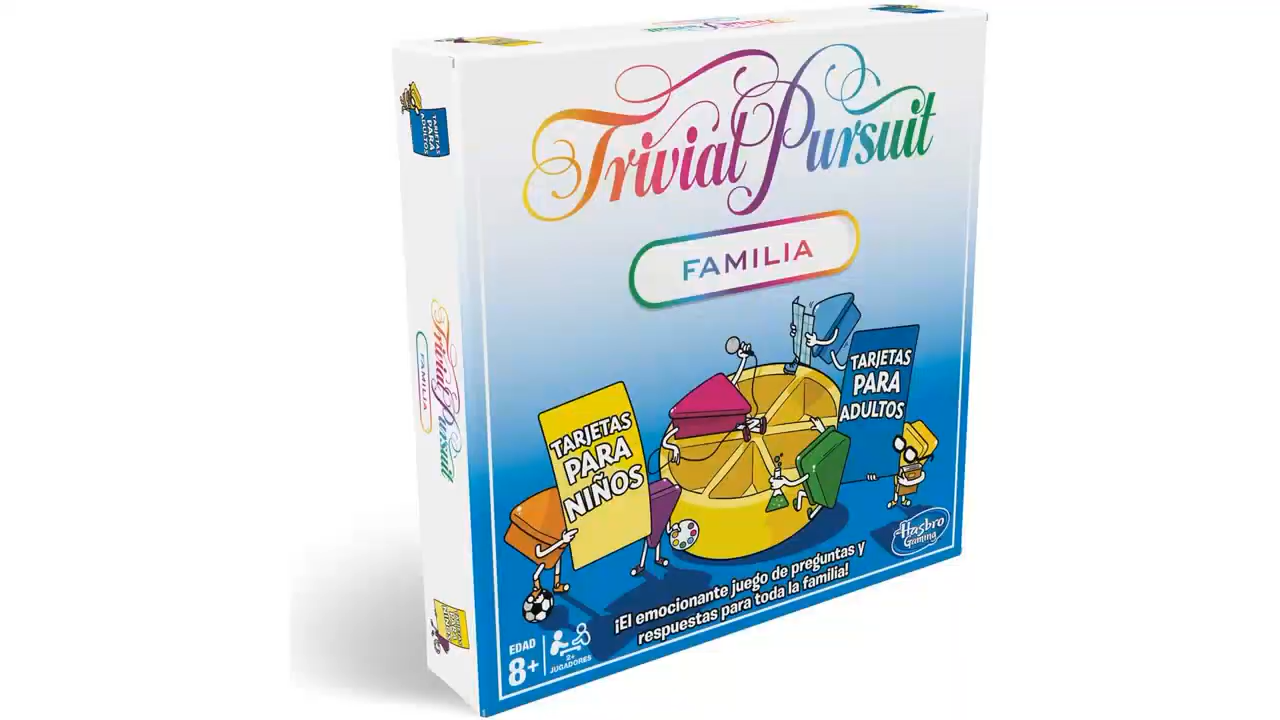 Trivial Pursuit
FAMILIA
TARJETAS
PARA
ADULTOS
TARJETAS
PARA
NIÑOS
Hasbro
Gaming
¡El emocionante juego de preguntas y
respuestas para toda la familia!
EDAD
8+
2+
JUGADORES
TARJETAS
PARA
ADULTOS
Trivial Pursuit
FAMILIA